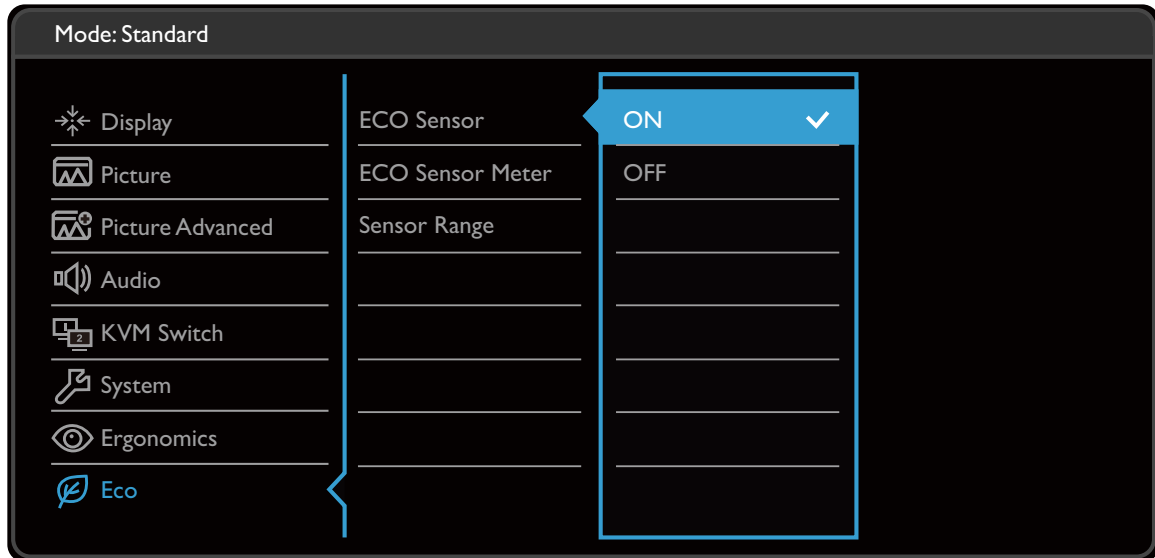 Mode: Standard
Display
Picture
Picture Advanced
Audio
2
KVM Switch
System
Ergonomics
Eco
ECO Sensor
ECO Sensor Meter
Sensor Range
ON
OFF